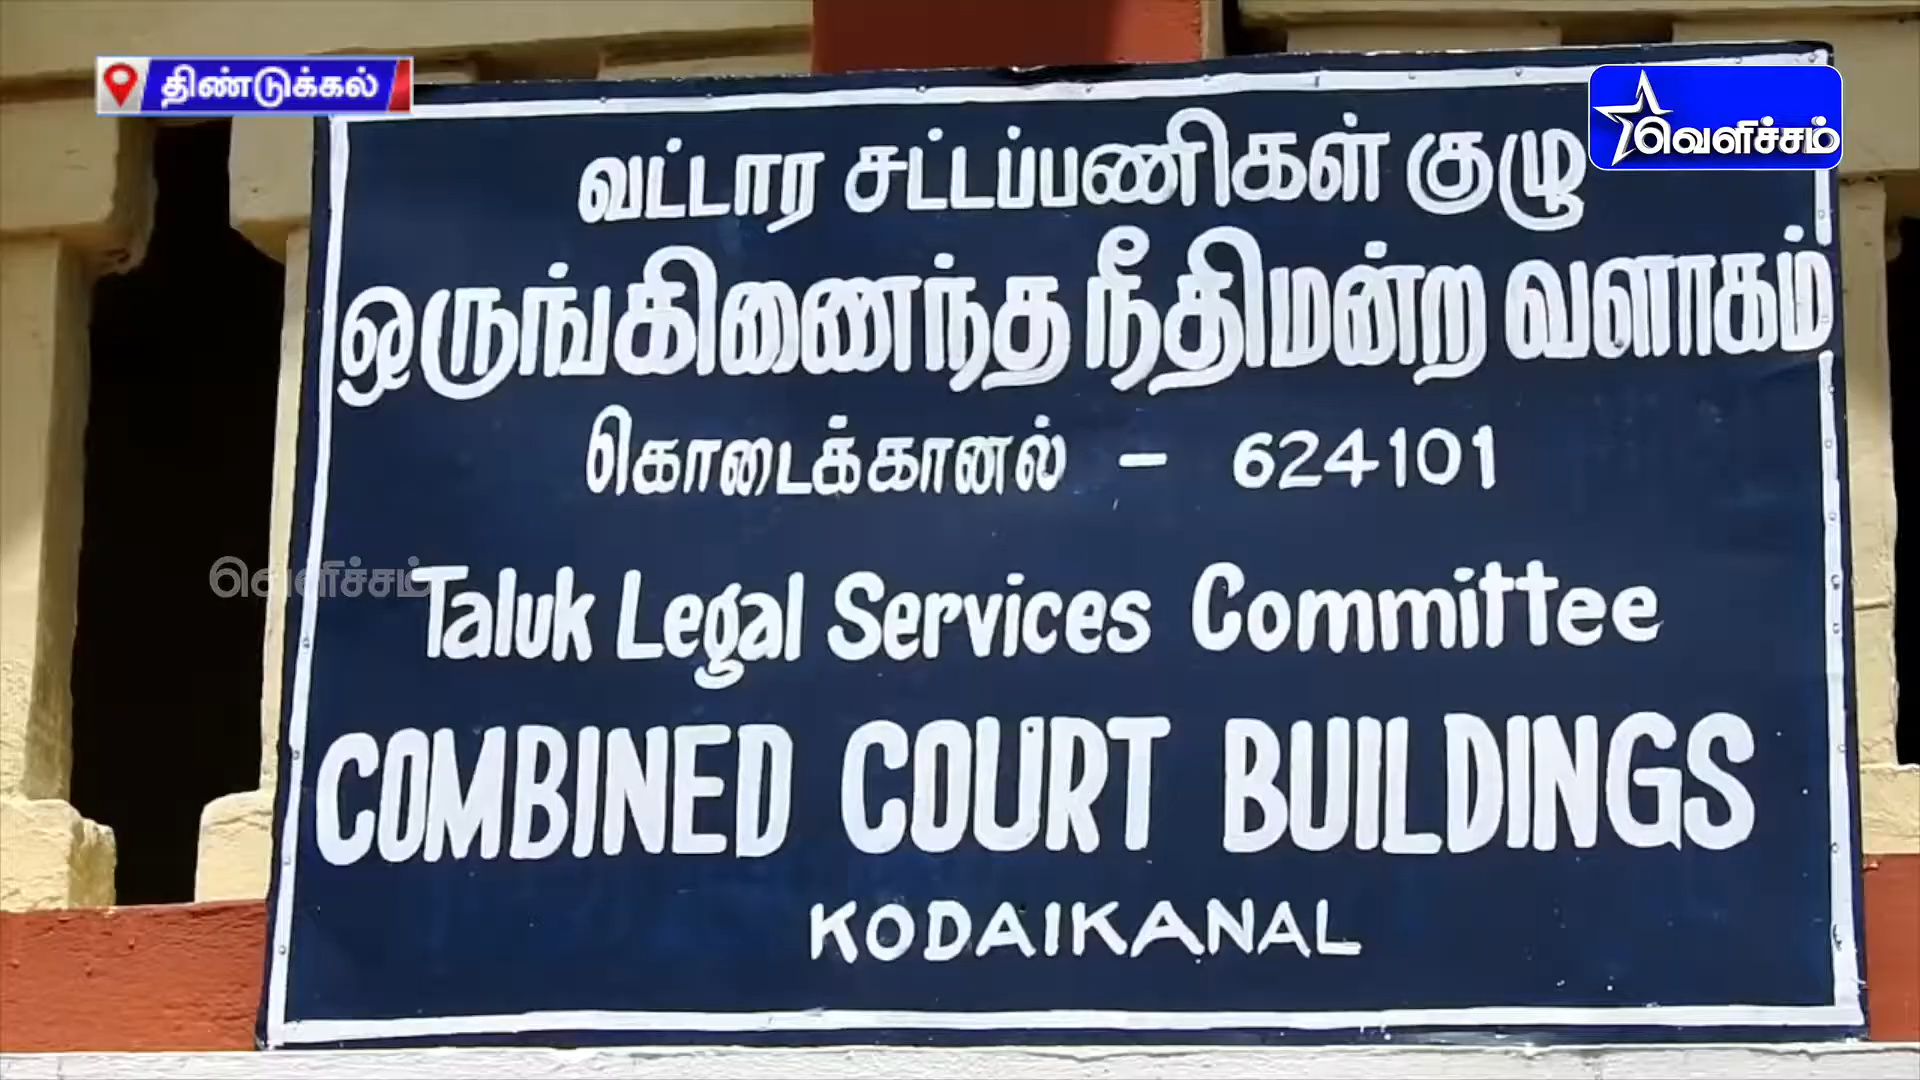 திண்டுக்கல்
வெளிச்சம்
வட்டார சட்டப்பணிகள் குழு
ஒருங்கிணைந்த நீதிமன்ற வளாகம்
கொடைக்கானல் - 624101
வெளிச்சம்
Taluk Legal Services Committee
COMBINED COURT BUILDINGS
KODAIKANAL